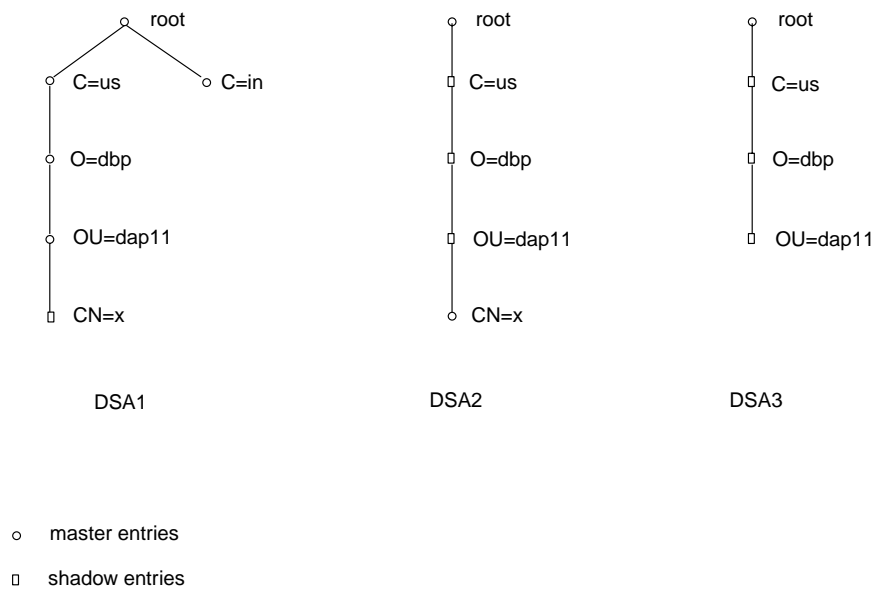 root root root
C=us C=in C=us C=us
O=dbp O=dbp O=dbp
OU=dap11 OU=dap11 OU=dap11
CN=x CN=x
DSA1 DSA2 DSA3
master entries
shadow entries